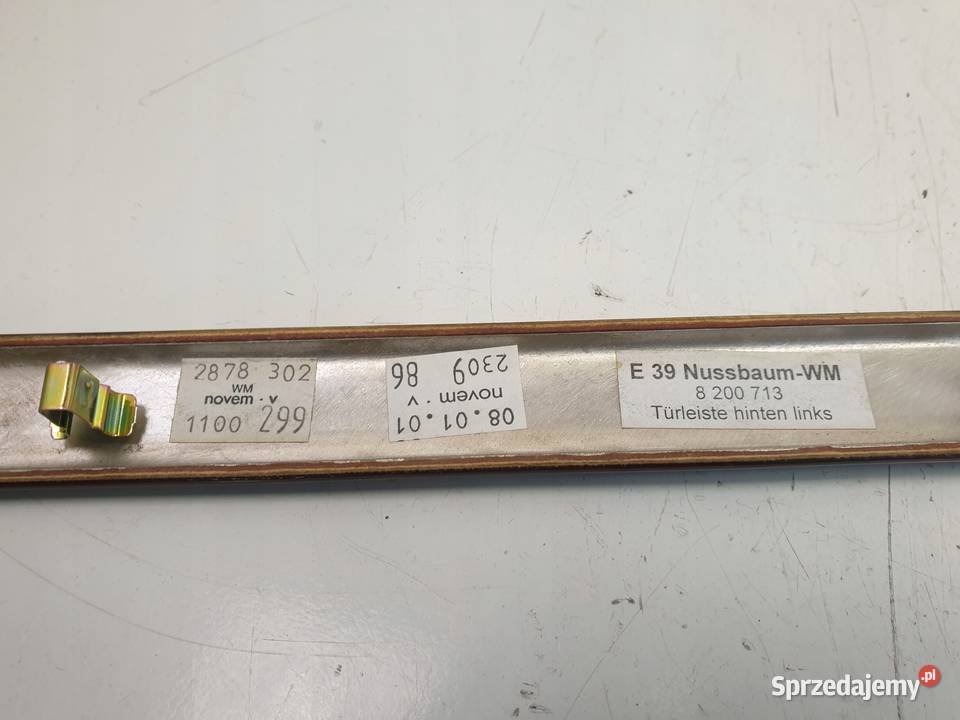 2878 302
WM
novem · v
1100 299
2309
86
novem · v
08.01.01
E 39 Nussbaum-WM
8 200 713
Türleiste hinten links
Sprzedajemy.pl